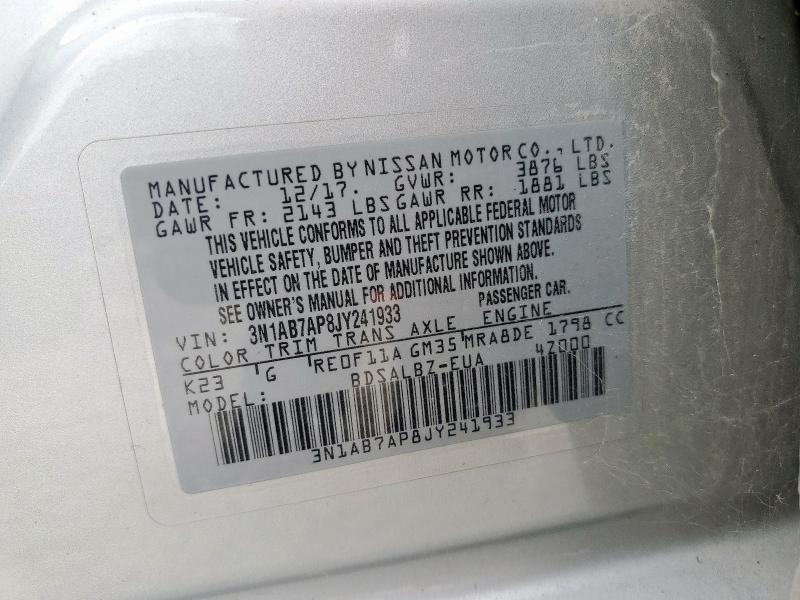 MANUFACTURED BY NISSAN MOTOR CO., LTD.
DATE: 12/17. GVWR: 3876 LBS
GAWR FR: 2143 LBS GAWR RR: 1881 LBS
THIS VEHICLE CONFORMS TO ALL APPLICABLE FEDERAL MOTOR
VEHICLE SAFETY, BUMPER AND THEFT PREVENTION STANDARDS
IN EFFECT ON THE DATE OF MANUFACTURE SHOWN ABOVE.
SEE OWNER'S MANUAL FOR ADDITIONAL INFORMATION.
VIN: 3N1AB7AP8JY241933 PASSENGER CAR.
COLOR TRIM TRANS AXLE ENGINE
K23 G RE0F11A GM35 MRA8DE 1798 CC
MODEL: BDSALBZ-EUA 4Z000
3N1AB7AP8JY241933